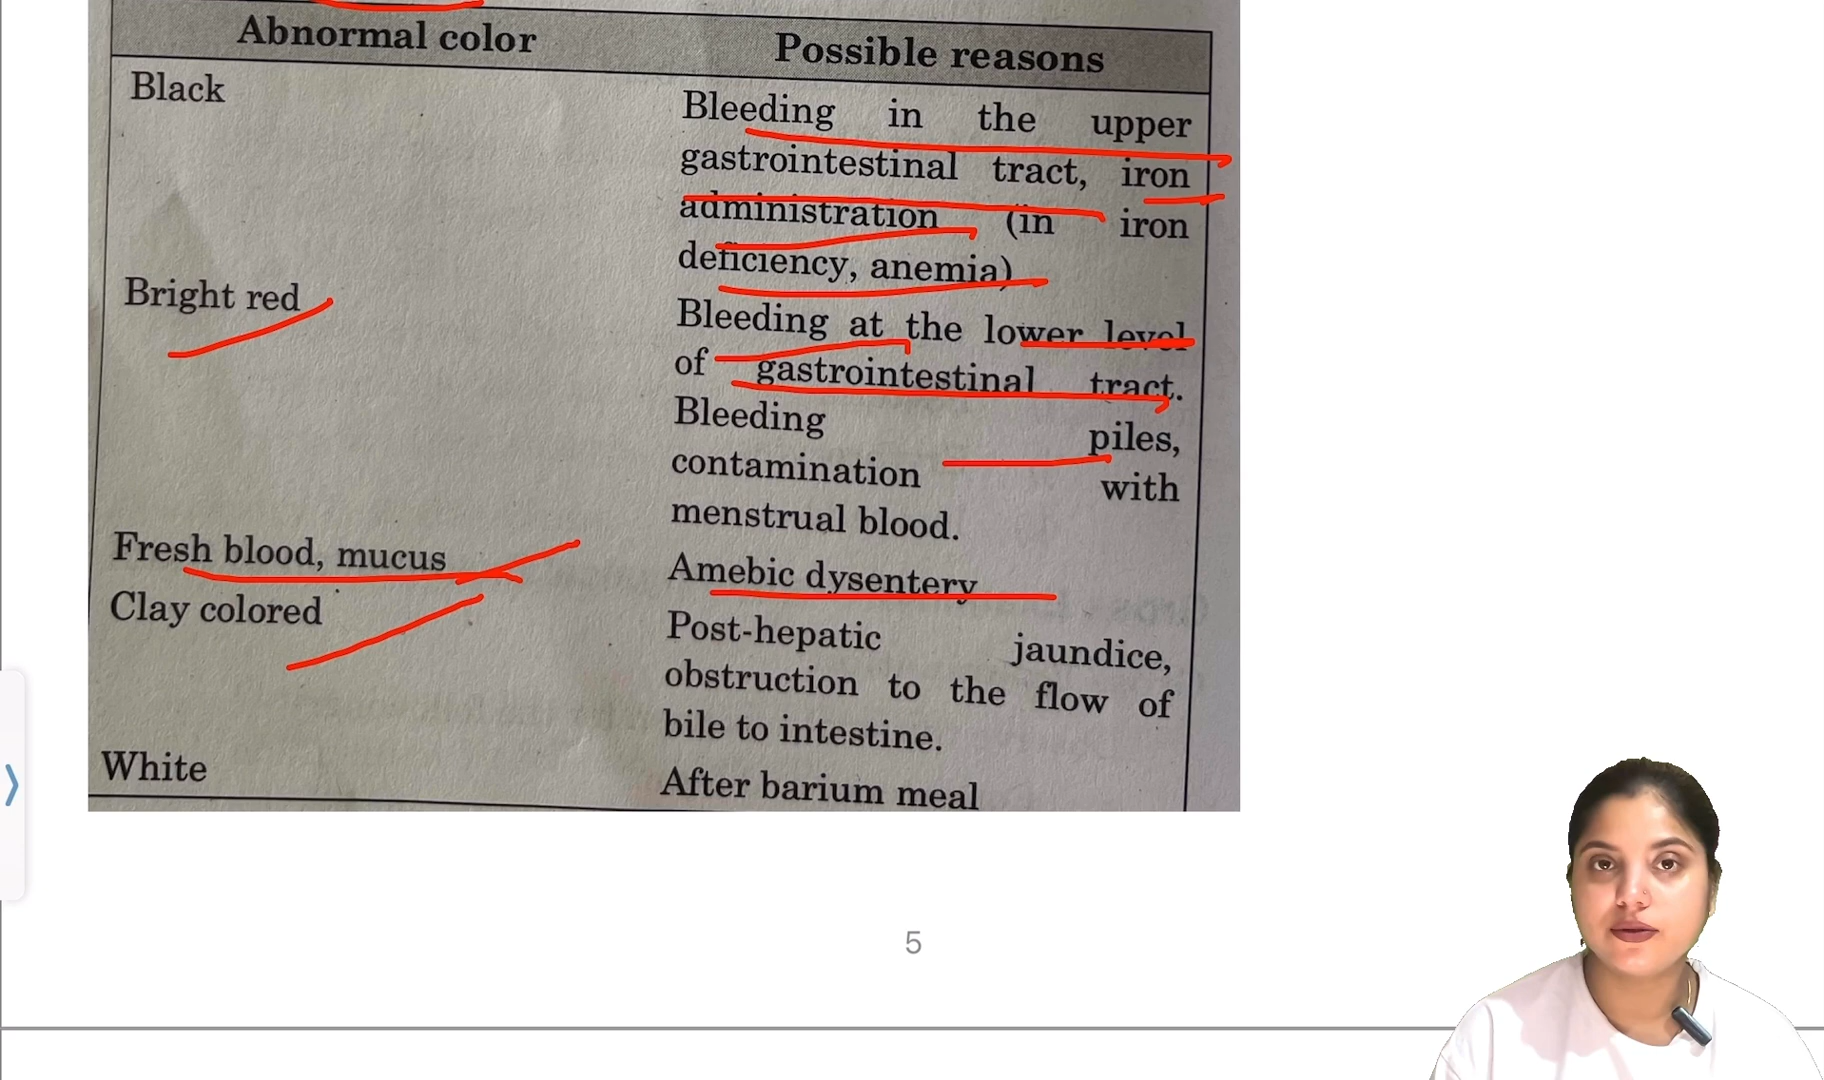 Abnormal color Possible reasons
Black Bleeding in the upper
gastrointestinal tract, iron
administration (in iron
deficiency, anemia)
Bright red Bleeding at the lower level
of gastrointestinal tract.
Bleeding piles,
contamination with
menstrual blood.
Fresh blood, mucus Amebic dysentery
Clay colored Post-hepatic jaundice,
obstruction to the flow of
bile to intestine.
White After barium meal
5